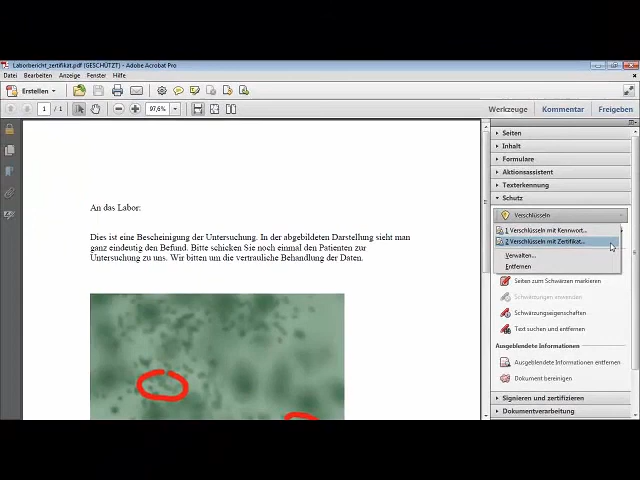 Laborbericht_zertifikat.pdf (GESCHÜTZT) - Adobe Acrobat Pro
Datei Bearbeiten Anzeige Fenster Hilfe
Erstellen
1 / 1 97,6% Werkzeuge Kommentar Freigeben
Seiten
Inhalt
Formulare
Aktionsassistent
Texterkennung
Schutz
Verschlüsseln
1 Verschlüsseln mit Kennwort...
2 Verschlüsseln mit Zertifikat...
Verwalten...
Entfernen
Seiten zum Schwärzen markieren
Schwärzungen anwenden
Schwärzungseigenschaften
Text suchen und entfernen
Ausgeblendete Informationen
Ausgeblendete Informationen entfernen
Dokument bereinigen
Signieren und zertifizieren
Dokumentverarbeitung
An das Labor:
Dies ist eine Bescheinigung der Untersuchung. In der abgebildeten Darstellung sieht man
ganz eindeutig den Befund. Bitte schicken Sie noch einmal den Patienten zur
Untersuchung zu uns. Wir bitten um die vertrauliche Behandlung der Daten.